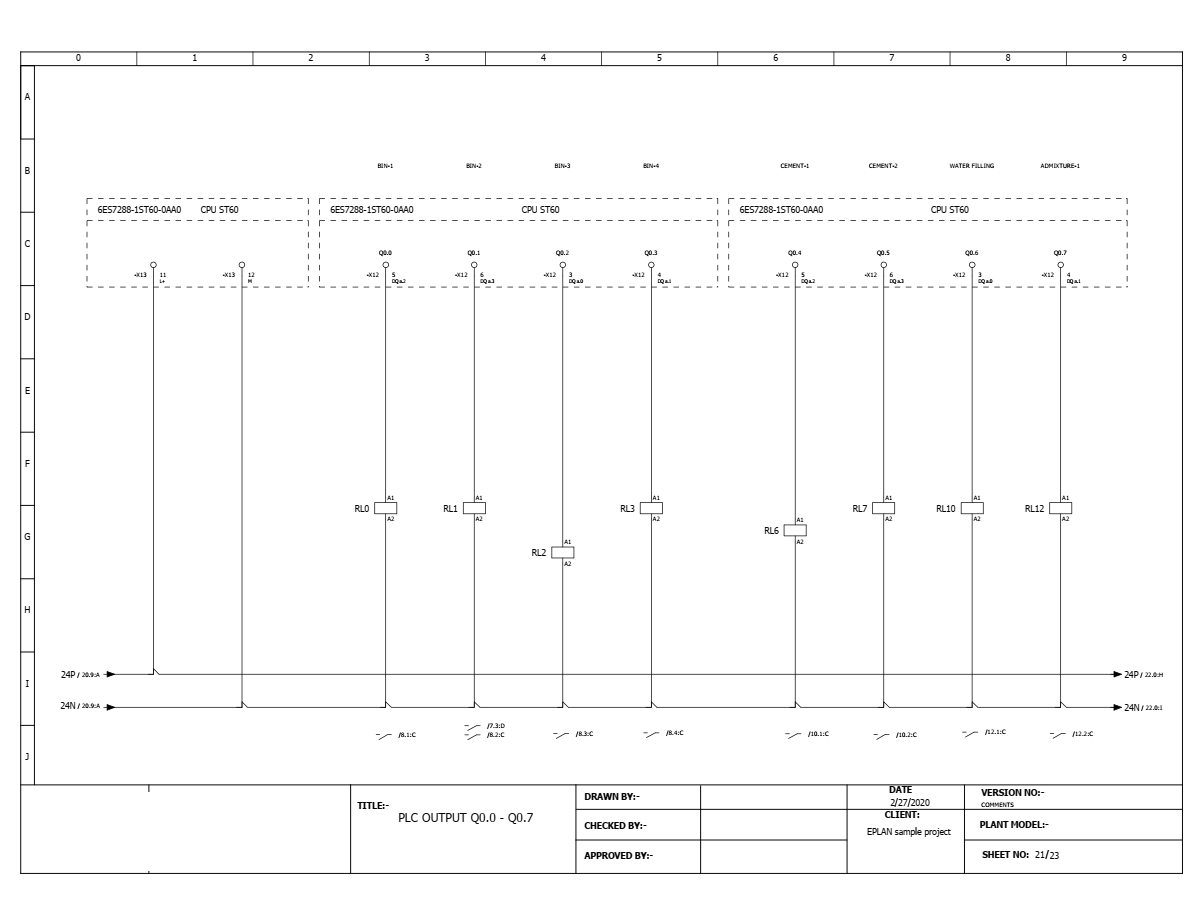 0 1 2 3 4 5 6 7 8 9
A
B
BIN-1 BIN-2 BIN-3 BIN-4 CEMENT-1 CEMENT-2 WATER FILLING ADMIXTURE-1
6ES7288-1ST60-0AA0 CPU ST60 6ES7288-1ST60-0AA0 CPU ST60 6ES7288-1ST60-0AA0 CPU ST60
C
Q0.0 Q0.1 Q0.2 Q0.3 Q0.4 Q0.5 Q0.6 Q0.7
-X13 11 -X13 12 -X12 5 -X12 6 -X12 3 -X12 4 -X12 5 -X12 6 -X12 3 -X12 4
L+ M DQa.2 DQa.3 DQa.0 DQa.1 DQa.2 DQa.3 DQa.0 DQa.1
D
E
F
A1 A1 A1 A1 A1 A1
RL0 RL1 RL3 RL7 RL10 RL12
A2 A2 A2 A2 A2 A2
A1
RL6
A2
G
A1
RL2
A2
H
24P / 20.9:A 24P / 22.0:H
I
24N / 20.9:A 24N / 22.0:I
/7.3:D
/8.1:C /8.2:C /8.3:C /8.4:C /10.1:C /10.2:C /12.1:C /12.2:C
J
TITLE:-
PLC OUTPUT Q0.0 - Q0.7
DRAWN BY:-
CHECKED BY:-
APPROVED BY:-
DATE
2/27/2020
CLIENT:
EPLAN sample project
VERSION NO:-
COMMENTS
PLANT MODEL:-
SHEET NO: 21/23